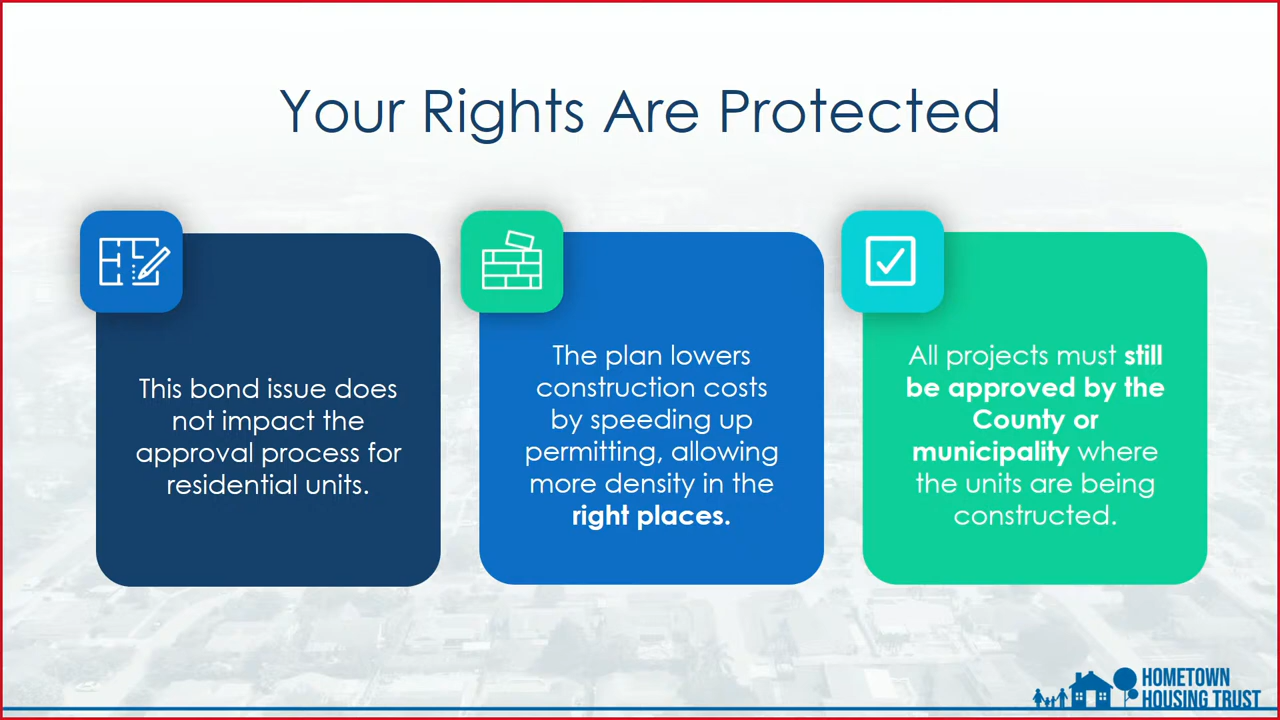 Your Rights Are Protected
This bond issue does
not impact the
approval process for
residential units.
The plan lowers
construction costs
by speeding up
permitting, allowing
more density in the
right places.
All projects must still
be approved by the
County or
municipality where
the units are being
constructed.
HOMETOWN
HOUSING TRUST